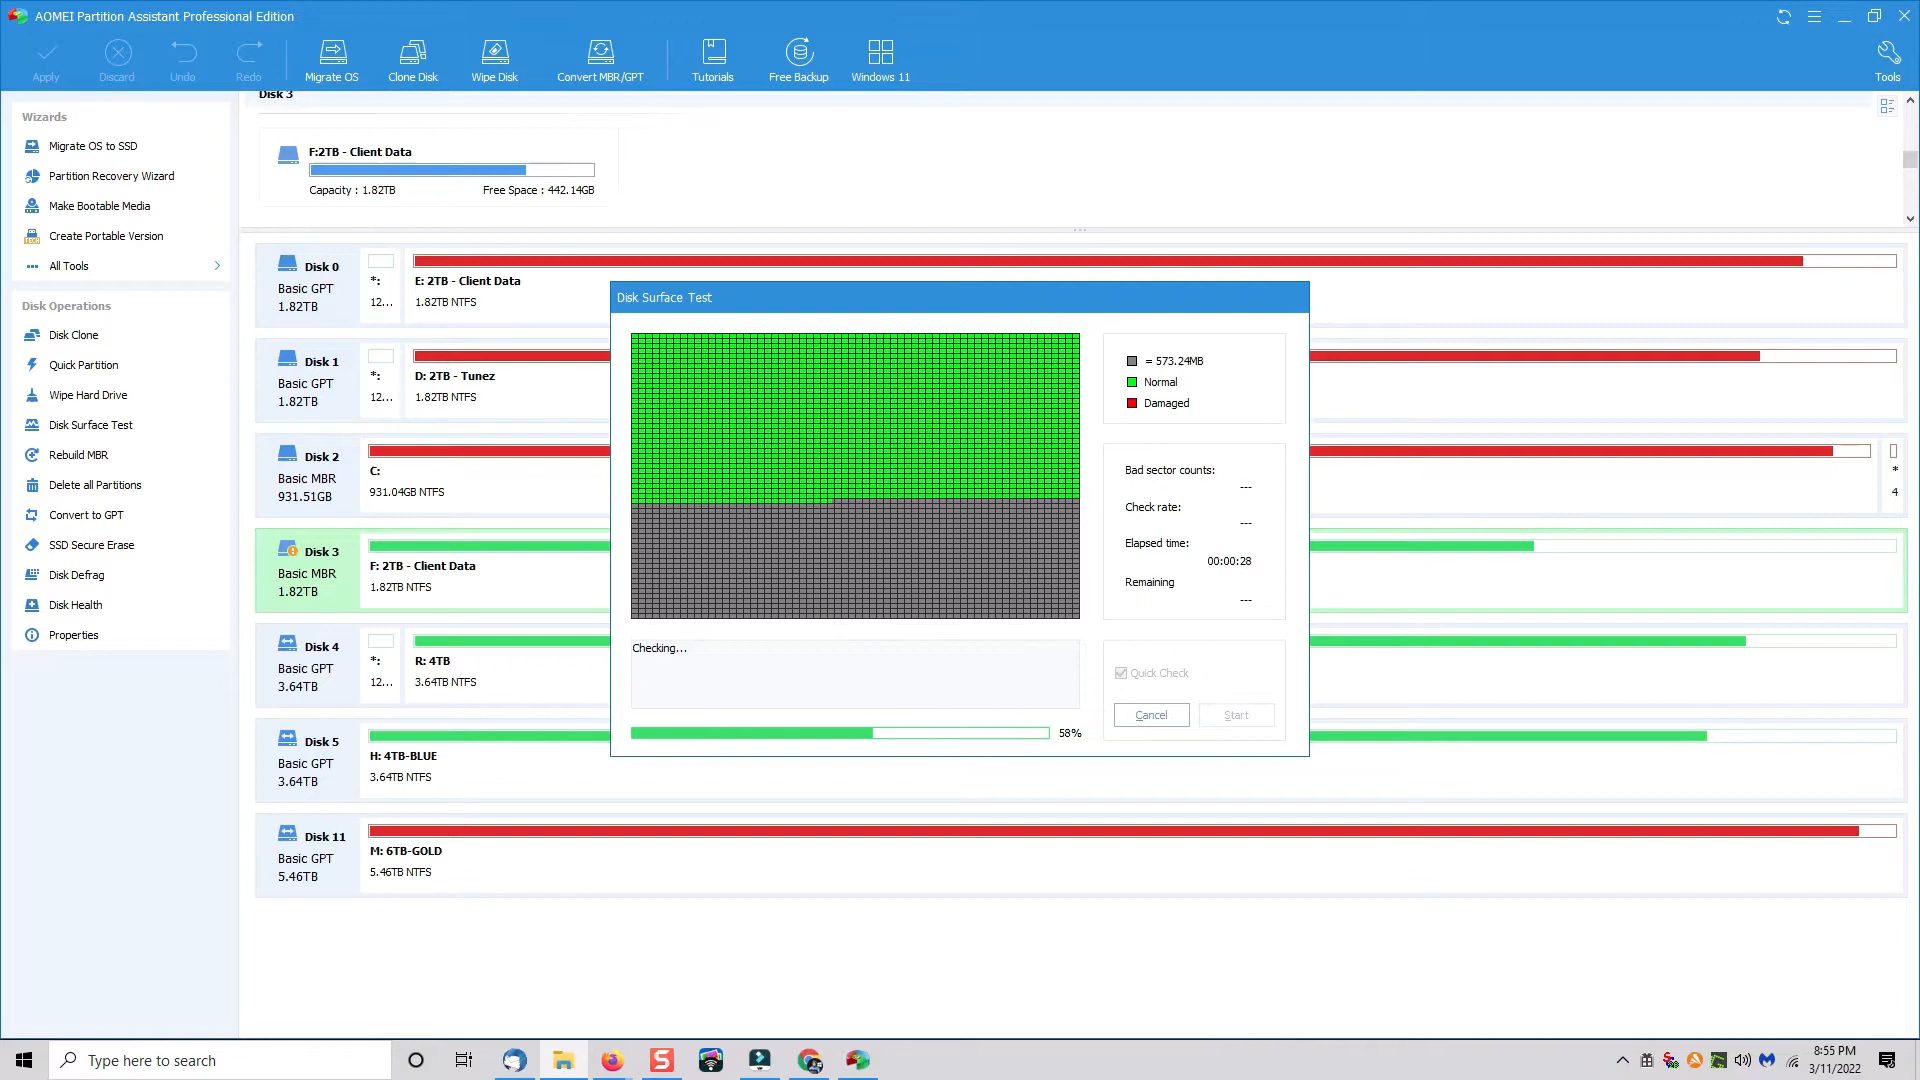 AOMEI Partition Assistant Professional Edition
Apply
Discard
Undo
Redo
Migrate OS
Clone Disk
Wipe Disk
Convert MBR/GPT
Tutorials
Free Backup
Windows 11
Tools
Wizards
Migrate OS to SSD
Partition Recovery Wizard
Make Bootable Media
Create Portable Version
All Tools
Disk Operations
Disk Clone
Quick Partition
Wipe Hard Drive
Disk Surface Test
Rebuild MBR
Delete all Partitions
Convert to GPT
SSD Secure Erase
Disk Defrag
Disk Health
Properties
Disk 3
F:2TB - Client Data
Capacity : 1.82TB
Free Space : 442.14GB
Disk 0
Basic GPT
1.82TB
*:
12...
E: 2TB - Client Data
1.82TB NTFS
Disk 1
Basic GPT
1.82TB
*:
12...
D: 2TB - Tunez
1.82TB NTFS
Disk 2
Basic MBR
931.51GB
C:
931.04GB NTFS
*
4
Disk 3
Basic MBR
1.82TB
F: 2TB - Client Data
1.82TB NTFS
Disk 4
Basic GPT
3.64TB
*:
12...
R: 4TB
3.64TB NTFS
Disk 5
Basic GPT
3.64TB
H: 4TB-BLUE
3.64TB NTFS
Disk 11
Basic GPT
5.46TB
M: 6TB-GOLD
5.46TB NTFS
Disk Surface Test
= 573.24MB
Normal
Damaged
Bad sector counts:
---
Check rate:
---
Elapsed time:
00:00:28
Remaining
---
Checking...
58%
Quick Check
Cancel
Start
Type here to search
8:55 PM
3/11/2022